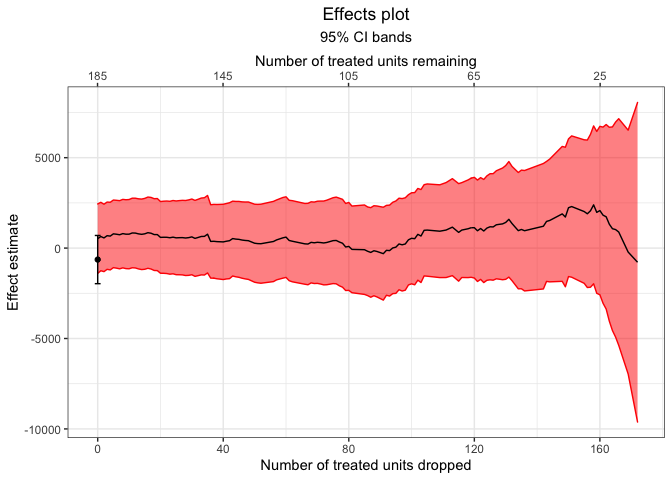 Effects plot
95% CI bands
Number of treated units remaining
185 145 105 65 25
5000
0
-5000
-10000
Effect estimate
0 40 80 120 160
Number of treated units dropped